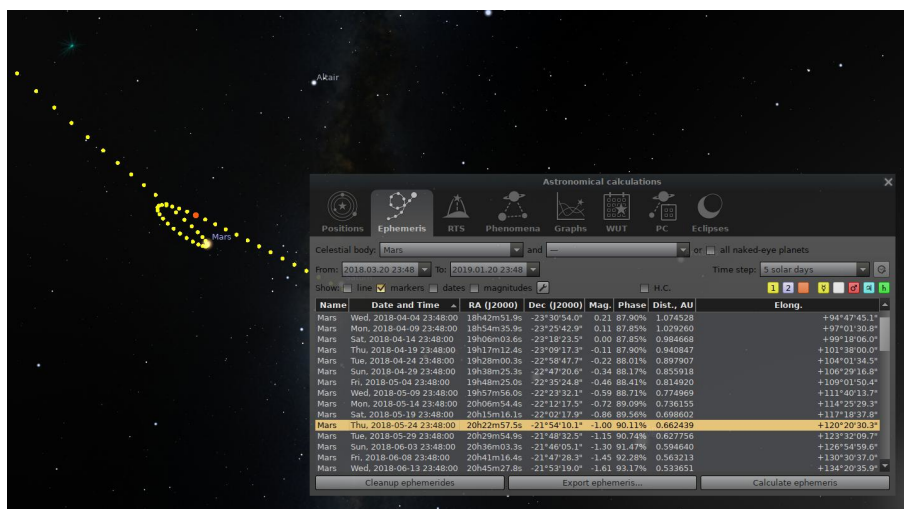 Altair
Mars
Astronomical calculations
Positions Ephemeris RTS Phenomena Graphs WUT PC Eclipses
Celestial body: Mars and --- or all naked-eye planets
From: 2018.03.20 23:48 To: 2019.01.20 23:48 Time step: 5 solar days
Show: line markers dates magnitudes H.C. 1 2 ☿ ♂ ♃ h
Name Date and Time RA (J2000) Dec (J2000) Mag. Phase Dist., AU Elong.
Mars Wed, 2018-04-04 23:48:00 18h42m51.9s -23°30'54.0" 0.21 87.90% 1.074528 +94°47'45.1"
Mars Mon, 2018-04-09 23:48:00 18h54m35.9s -23°25'42.9" 0.11 87.85% 1.029260 +97°01'30.8"
Mars Sat, 2018-04-14 23:48:00 19h06m03.6s -23°18'23.5" 0.00 87.85% 0.984668 +99°18'06.0"
Mars Thu, 2018-04-19 23:48:00 19h17m12.4s -23°09'17.3" -0.11 87.90% 0.940847 +101°38'00.0"
Mars Tue, 2018-04-24 23:48:00 19h28m00.3s -22°58'47.7" -0.22 88.01% 0.897907 +104°01'34.5"
Mars Sun, 2018-04-29 23:48:00 19h38m25.3s -22°47'20.6" -0.34 88.17% 0.855918 +106°29'16.8"
Mars Fri, 2018-05-04 23:48:00 19h48m25.0s -22°35'24.8" -0.46 88.41% 0.814920 +109°01'50.4"
Mars Wed, 2018-05-09 23:48:00 19h57m56.0s -22°23'32.1" -0.59 88.71% 0.774969 +111°40'13.7"
Mars Mon, 2018-05-14 23:48:00 20h06m54.4s -22°12'17.5" -0.72 89.09% 0.736155 +114°25'29.3"
Mars Sat, 2018-05-19 23:48:00 20h15m16.1s -22°02'17.9" -0.86 89.56% 0.698602 +117°18'37.8"
Mars Thu, 2018-05-24 23:48:00 20h22m57.5s -21°54'10.1" -1.00 90.11% 0.662439 +120°20'30.3"
Mars Tue, 2018-05-29 23:48:00 20h29m54.9s -21°48'32.5" -1.15 90.74% 0.627756 +123°32'09.7"
Mars Sun, 2018-06-03 23:48:00 20h36m03.3s -21°46'05.1" -1.30 91.47% 0.594640 +126°54'59.6"
Mars Fri, 2018-06-08 23:48:00 20h41m16.4s -21°47'28.3" -1.45 92.28% 0.563213 +130°30'37.0"
Mars Wed, 2018-06-13 23:48:00 20h45m27.8s -21°53'19.0" -1.61 93.17% 0.533651 +134°20'35.9"
Cleanup ephemerides Export ephemeris... Calculate ephemeris